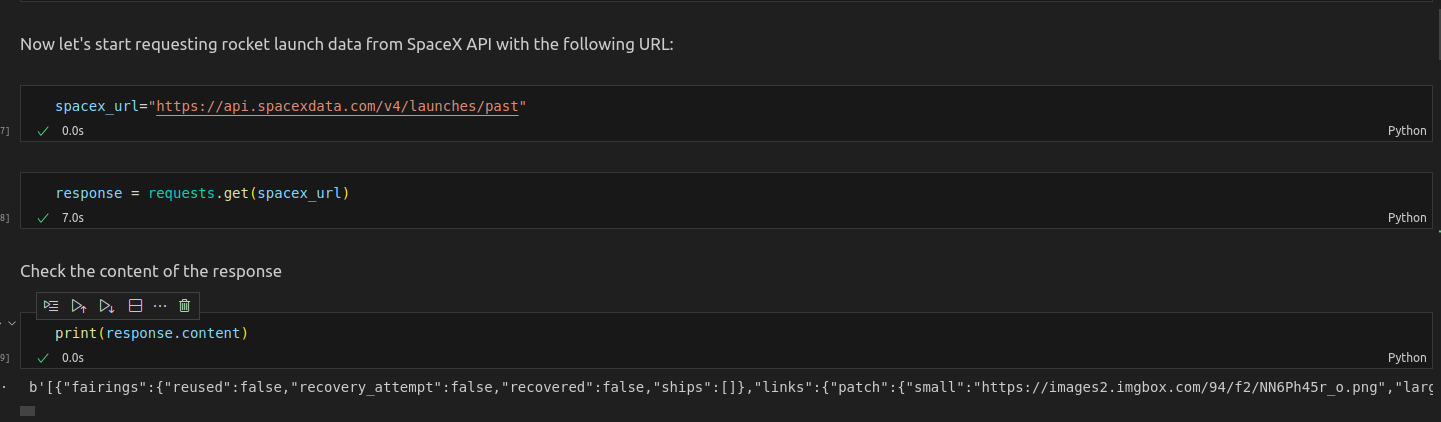 Now let's start requesting rocket launch data from SpaceX API with the following URL:
spacex_url="https://api.spacexdata.com/v4/launches/past"
7] 0.0s Python
response = requests.get(spacex_url)
8] 7.0s Python
Check the content of the response
print(response.content)
9] 0.0s Python
b'[{"fairings":{"reused":false,"recovery_attempt":false,"recovered":false,"ships":[]},"links":{"patch":{"small":"https://images2.imgbox.com/94/f2/NN6Ph45r_o.png","larg